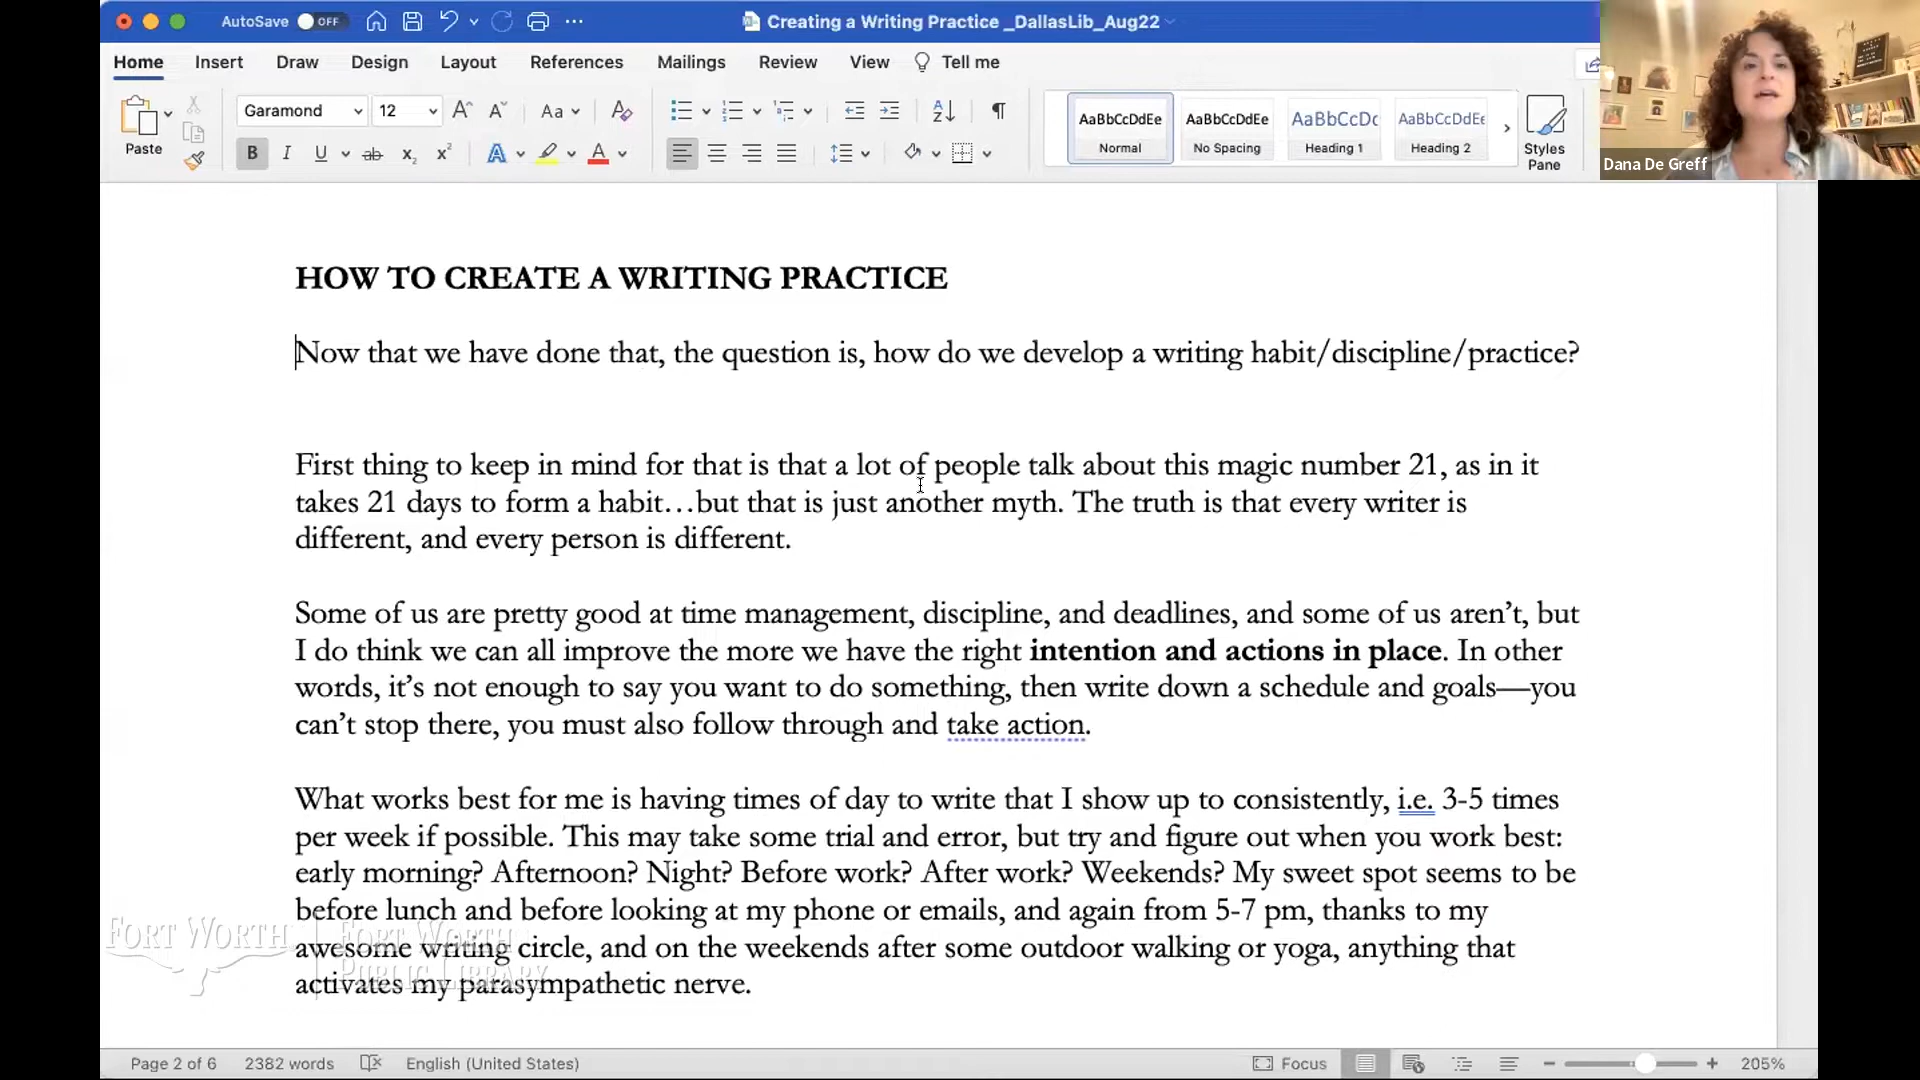 AutoSave OFF Creating a Writing Practice _DallasLib_Aug22
Home Insert Draw Design Layout References Mailings Review View Tell me
Paste
Garamond 12
AaBbCcDdEe AaBbCcDdEe AaBbCcDc AaBbCcDdEe
Normal No Spacing Heading 1 Heading 2
Styles
Pane
Dana De Greff
HOW TO CREATE A WRITING PRACTICE
Now that we have done that, the question is, how do we develop a writing habit/discipline/practice?
First thing to keep in mind for that is that a lot of people talk about this magic number 21, as in it
takes 21 days to form a habit…but that is just another myth. The truth is that every writer is
different, and every person is different.
Some of us are pretty good at time management, discipline, and deadlines, and some of us aren’t, but
I do think we can all improve the more we have the right intention and actions in place. In other
words, it’s not enough to say you want to do something, then write down a schedule and goals—you
can’t stop there, you must also follow through and take action.
What works best for me is having times of day to write that I show up to consistently, i.e. 3-5 times
per week if possible. This may take some trial and error, but try and figure out when you work best:
early morning? Afternoon? Night? Before work? After work? Weekends? My sweet spot seems to be
before lunch and before looking at my phone or emails, and again from 5-7 pm, thanks to my
awesome writing circle, and on the weekends after some outdoor walking or yoga, anything that
activates my parasympathetic nerve.
FORT WORTH
FORT WORTH
PUBLIC LIBRARY
Page 2 of 6 2382 words English (United States) Focus 205%